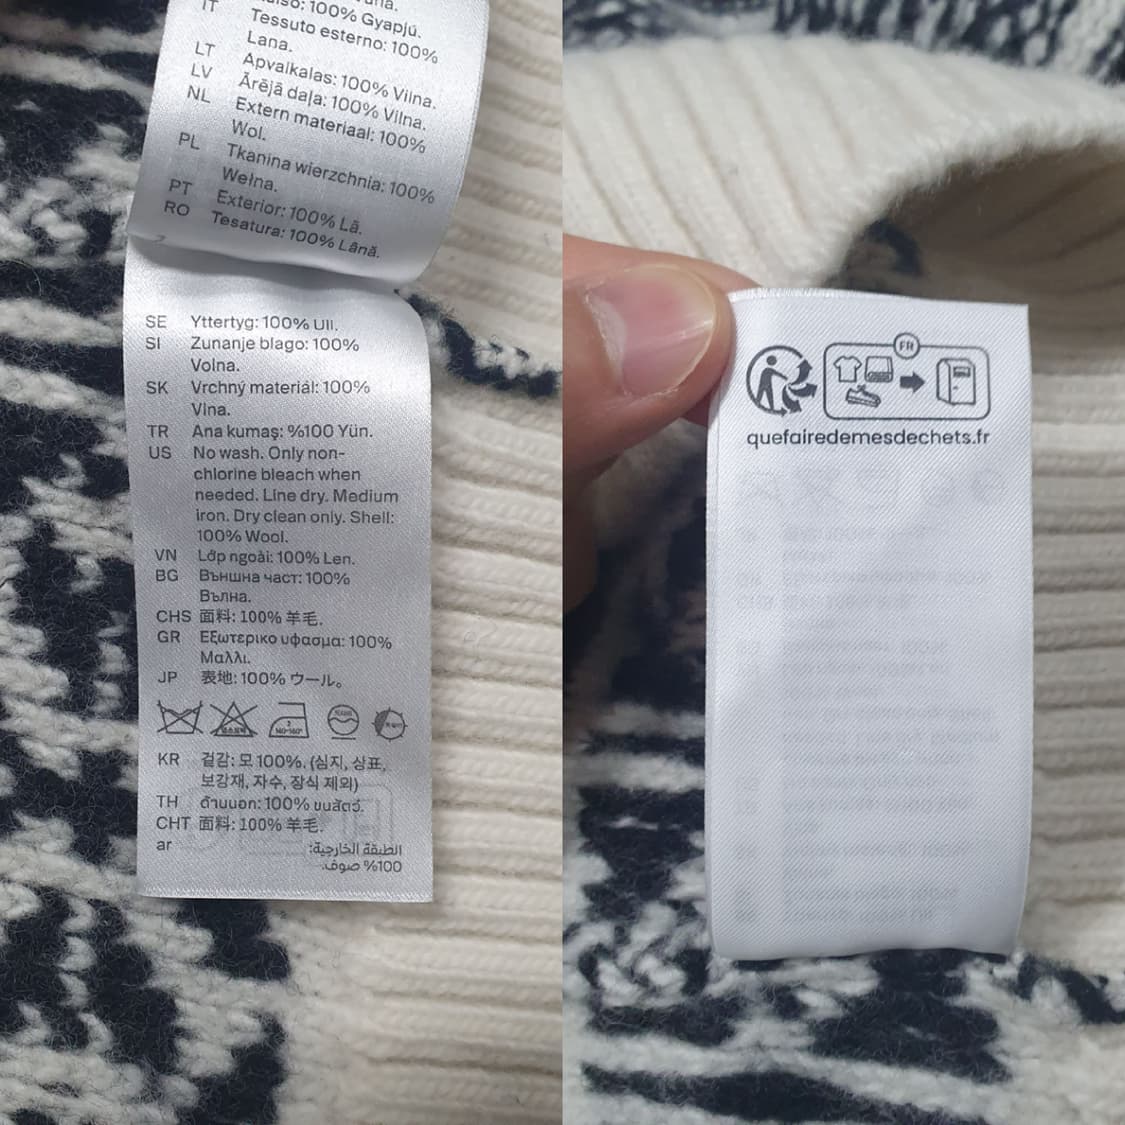 IT
100% Gyapjú.
Tessuto esterno: 100%
Lana.
LT Apvalkalas: 100% Vilna.
LV Ārējā daļa: 100% Vilna.
NL Extern materiaal: 100%
Wol.
PL Tkanina wierzchnia: 100%
Wełna.
PT Exterior: 100% Lã.
RO Tesatura: 100% Lână.
SE Yttertyg: 100% Ull.
SI Zunanje blago: 100%
Volna.
SK Vrchný materiál: 100%
Vlna.
TR Ana kumaş: %100 Yün.
US No wash. Only non-
chlorine bleach when
needed. Line dry. Medium
iron. Dry clean only. Shell:
100% Wool.
VN Lớp ngoài: 100% Len.
BG Външна част: 100%
Вълна.
CHS 面料: 100% 羊毛.
GR Εξωτερικο υφασμα: 100%
Μαλλι.
JP 表地: 100% ウール。
KR 겉감: 모 100%. (심지, 상표,
보강재, 자수, 장식 제외)
TH ด้านนอก: 100% ขนสัตว์.
CHT 面料: 100% 羊毛.
ar الطبقة الخارجية:
100% صوف.
FR
quefairedemesdechets.fr